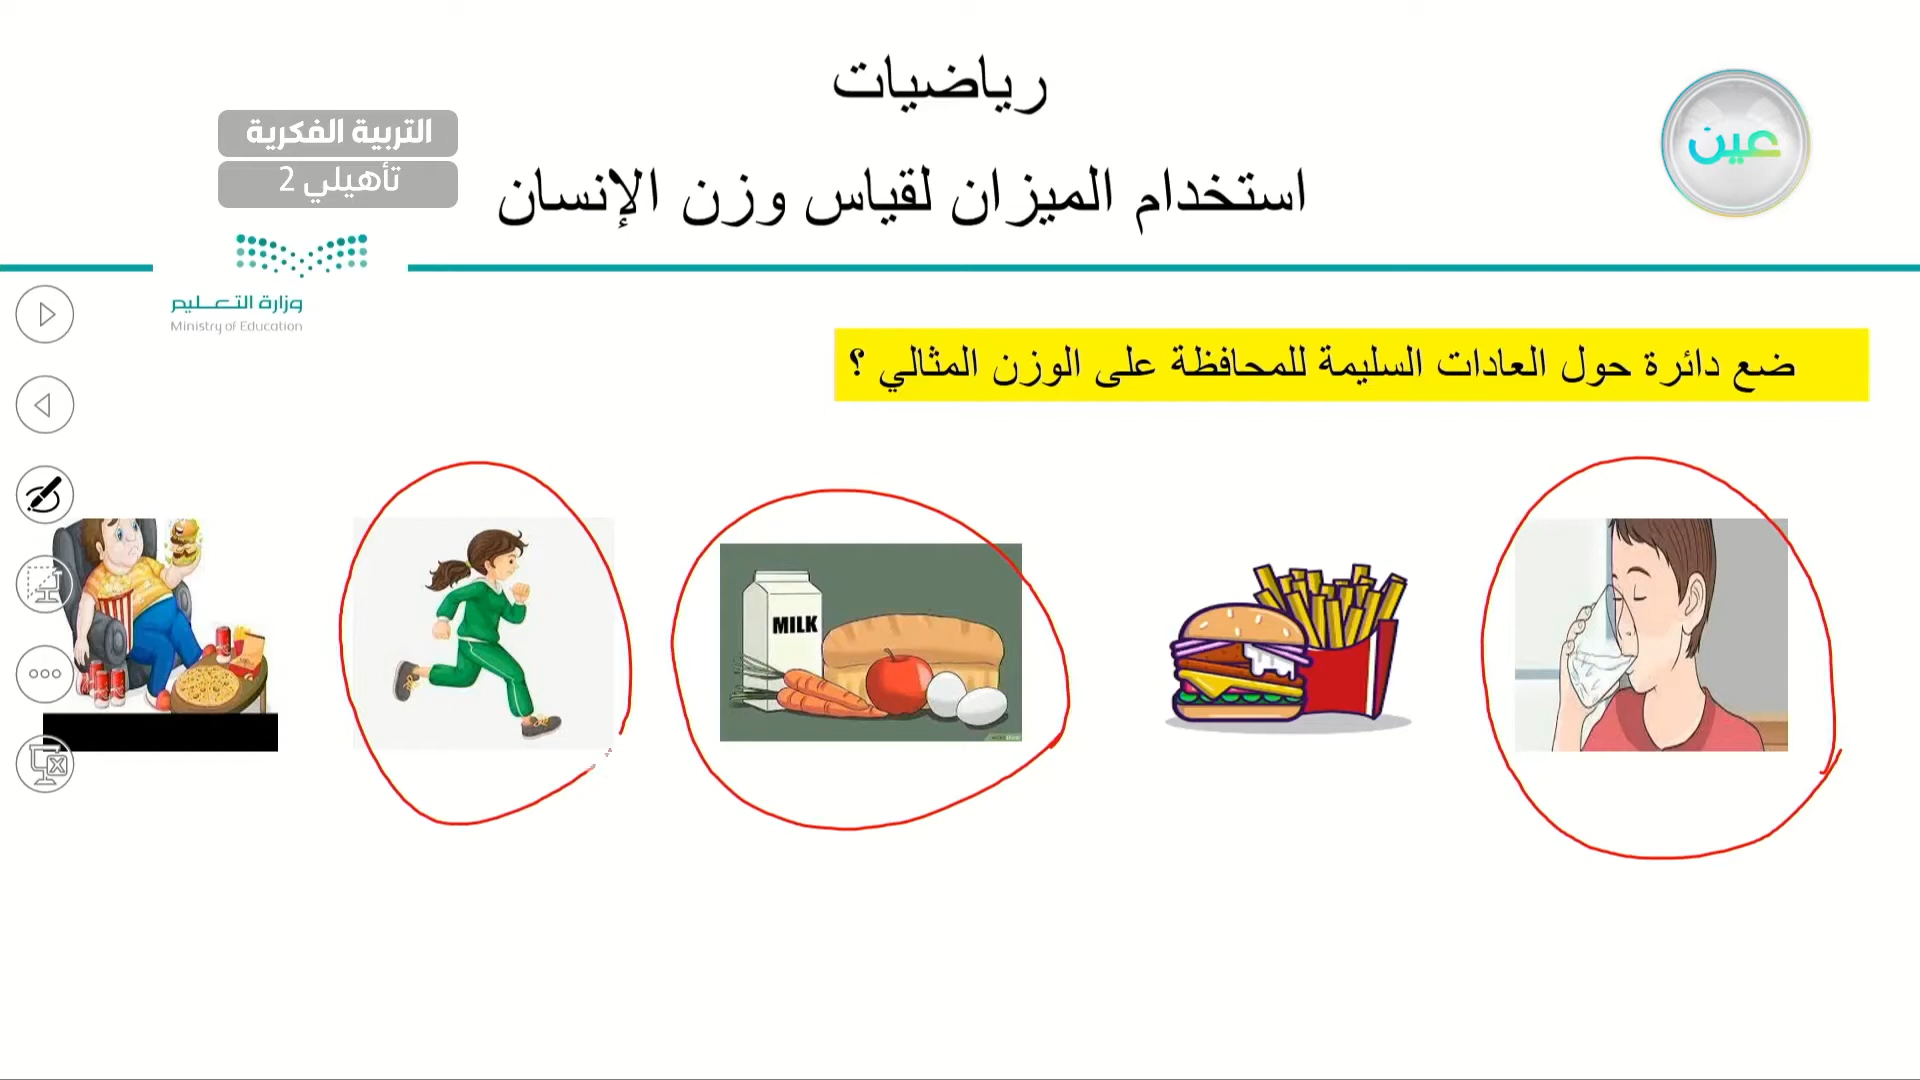 رياضيات
عين
التربية الفكرية
تأهيلي 2
استخدام الميزان لقياس وزن الإنسان
وزارة التعليم
Ministry of Education
ضع دائرة حول العادات السليمة للمحافظة على الوزن المثالي ؟
MILK